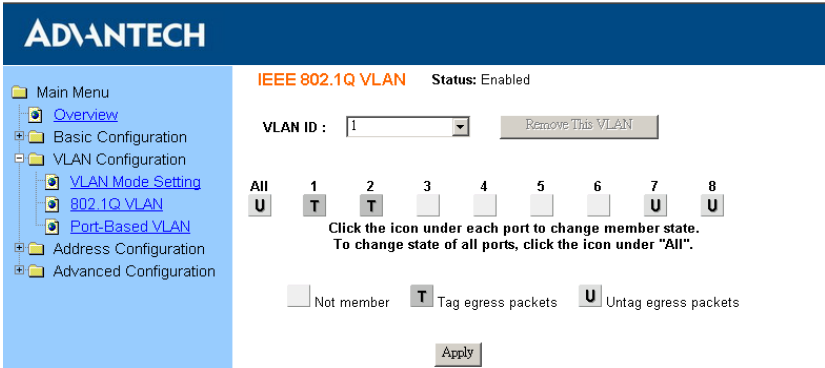 ADVANTECH
Main Menu
Overview
Basic Configuration
VLAN Configuration
VLAN Mode Setting
802.1Q VLAN
Port-Based VLAN
Address Configuration
Advanced Configuration
IEEE 802.1Q VLAN Status: Enabled
VLAN ID : 1 Remove This VLAN
All 1 2 3 4 5 6 7 8
U T T U U
Click the icon under each port to change member state.
To change state of all ports, click the icon under "All".
Not member T Tag egress packets U Untag egress packets
Apply